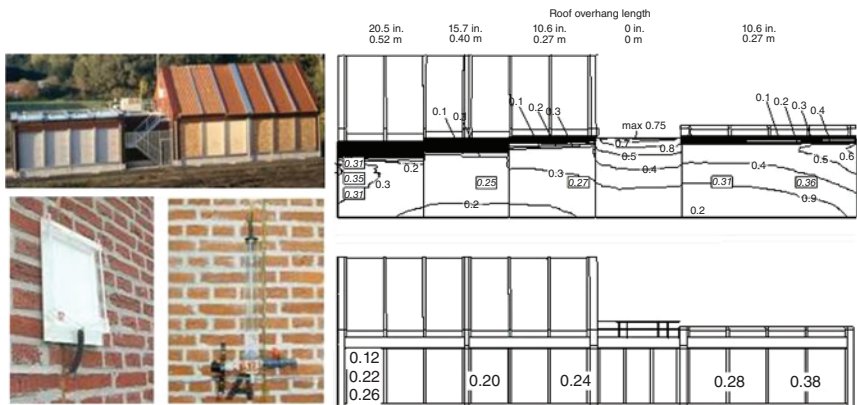 Roof overhang length
20.5 in. 15.7 in. 10.6 in. 0 in. 10.6 in.
0.52 m 0.40 m 0.27 m 0 m 0.27 m
0.1 0.2 0.3
0.1 0.2 0.3 0.4
max 0.75
0.7 0.8
0.31 0.2 0.5 0.6 0.6
0.35 0.3 0.25 0.3 0.27 0.4 0.4 0.31 0.36
0.31 0.9
0.2 0.2
0.12
0.22 0.20 0.24 0.28 0.38
0.26